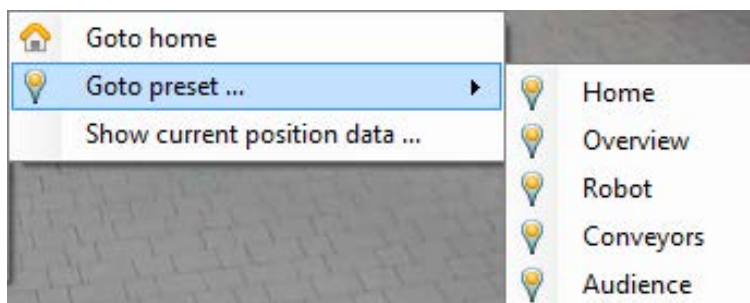 Goto home
Goto preset ...
Show current position data ...
Home
Overview
Robot
Conveyors
Audience